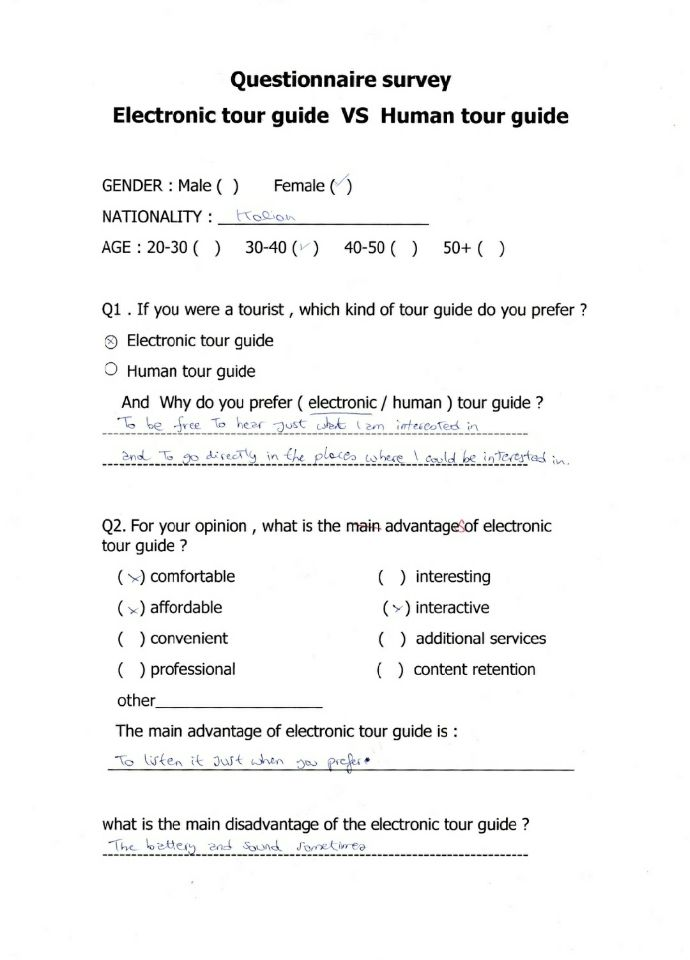 Questionnaire survey
Electronic tour guide VS Human tour guide
GENDER : Male ( ) Female (✓)
NATIONALITY : Italian
AGE : 20-30 ( ) 30-40 (✓) 40-50 ( ) 50+ ( )
Q1 . If you were a tourist , which kind of tour guide do you prefer ?
⊗ Electronic tour guide
○ Human tour guide
And Why do you prefer ( electronic / human ) tour guide ?
To be free To hear just what I am interested in
and To go directly in the places where I could be interested in.
Q2. For your opinion , what is the main advantages of electronic
tour guide ?
(×) comfortable ( ) interesting
(×) affordable (×) interactive
( ) convenient ( ) additional services
( ) professional ( ) content retention
other
The main advantage of electronic tour guide is :
To listen it Just when you prefer.
what is the main disadvantage of the electronic tour guide ?
The battery and sound sometimes